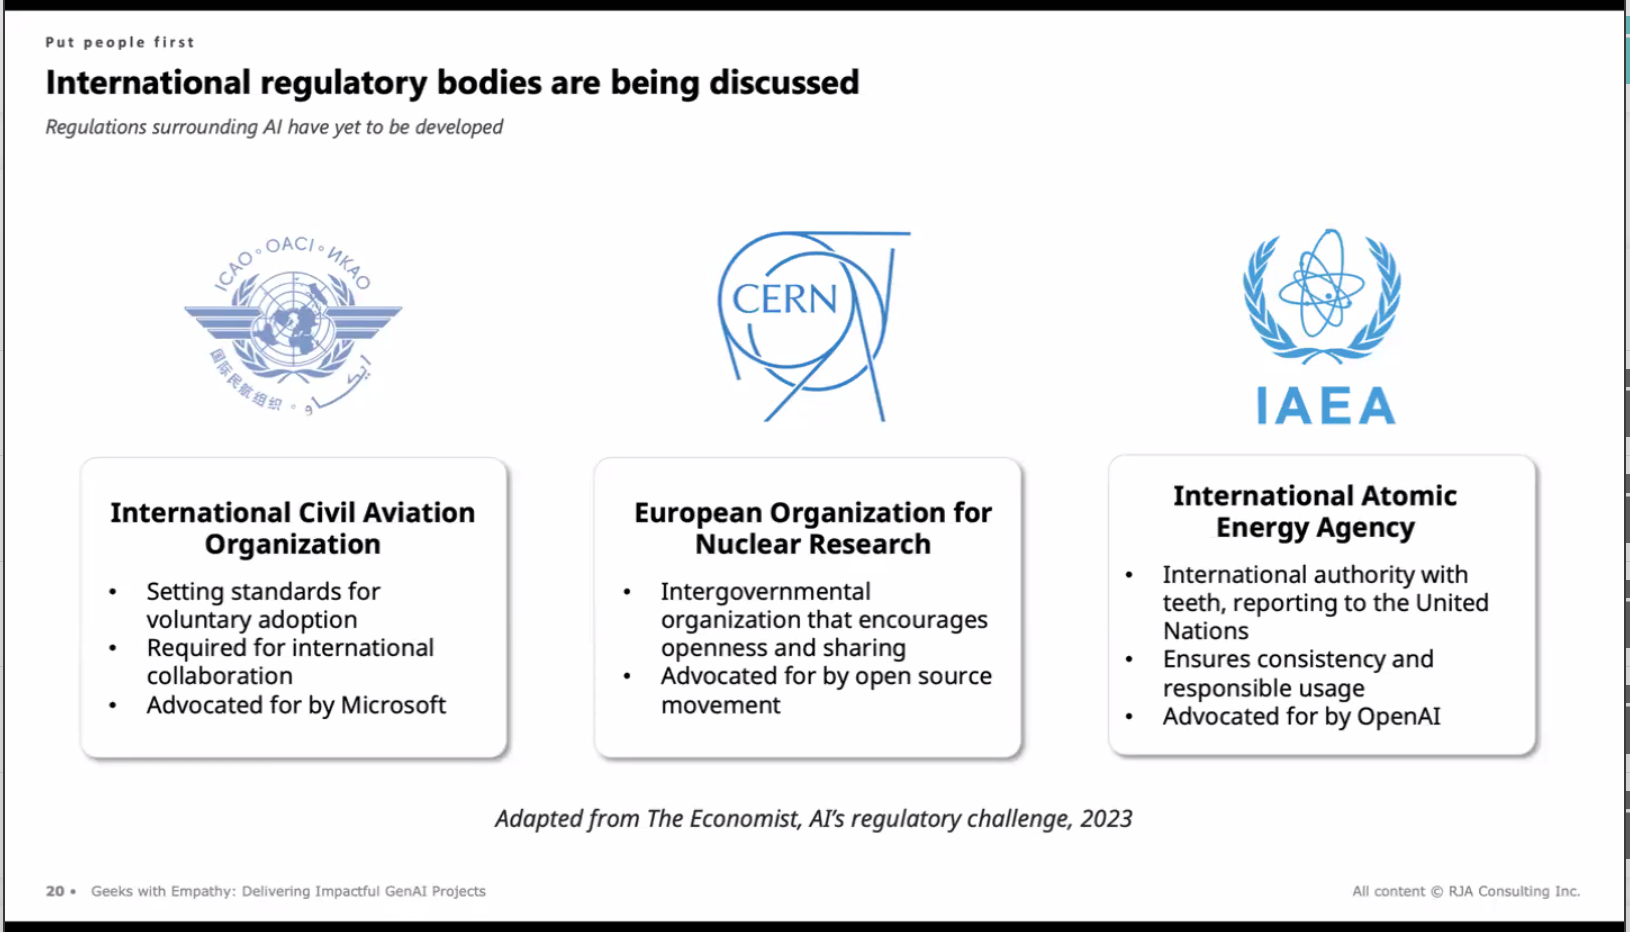 Put people first
International regulatory bodies are being discussed
Regulations surrounding AI have yet to be developed
ICAO ◦ OACI ◦ ИКАО
国际民航组织 ◦ ايكاو
CERN
IAEA
International Civil Aviation
Organization
• Setting standards for
voluntary adoption
• Required for international
collaboration
• Advocated for by Microsoft
European Organization for
Nuclear Research
• Intergovernmental
organization that encourages
openness and sharing
• Advocated for by open source
movement
International Atomic
Energy Agency
• International authority with
teeth, reporting to the United
Nations
• Ensures consistency and
responsible usage
• Advocated for by OpenAI
Adapted from The Economist, AI’s regulatory challenge, 2023
20 • Geeks with Empathy: Delivering Impactful GenAI Projects
All content © RJA Consulting Inc.